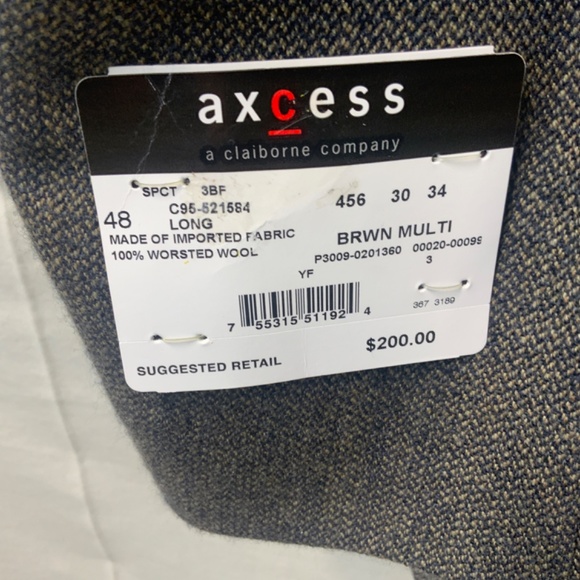 axcess
a claiborne company
SPCT 3BF 456 30 34
C95-521584
48 LONG BRWN MULTI
MADE OF IMPORTED FABRIC
100% WORSTED WOOL P3009-0201360 00020-00099
YF 3
7 55315 51192 4 367 3189
SUGGESTED RETAIL $200.00